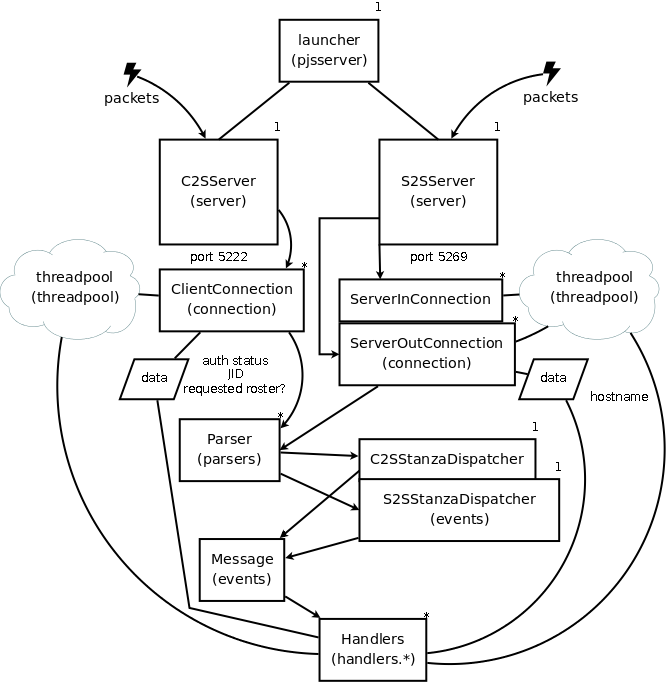 1
launcher
(pjsserver)
packets
packets
1
C2SServer
(server)
1
S2SServer
(server)
port 5222
port 5269
threadpool
(threadpool)
*
ClientConnection
(connection)
*
ServerInConnection
*
ServerOutConnection
(connection)
threadpool
(threadpool)
data
auth status
JID
requested roster?
data
hostname
*
Parser
(parsers)
1
C2SStanzaDispatcher
1
S2SStanzaDispatcher
(events)
Message
(events)
*
Handlers
(handlers.*)